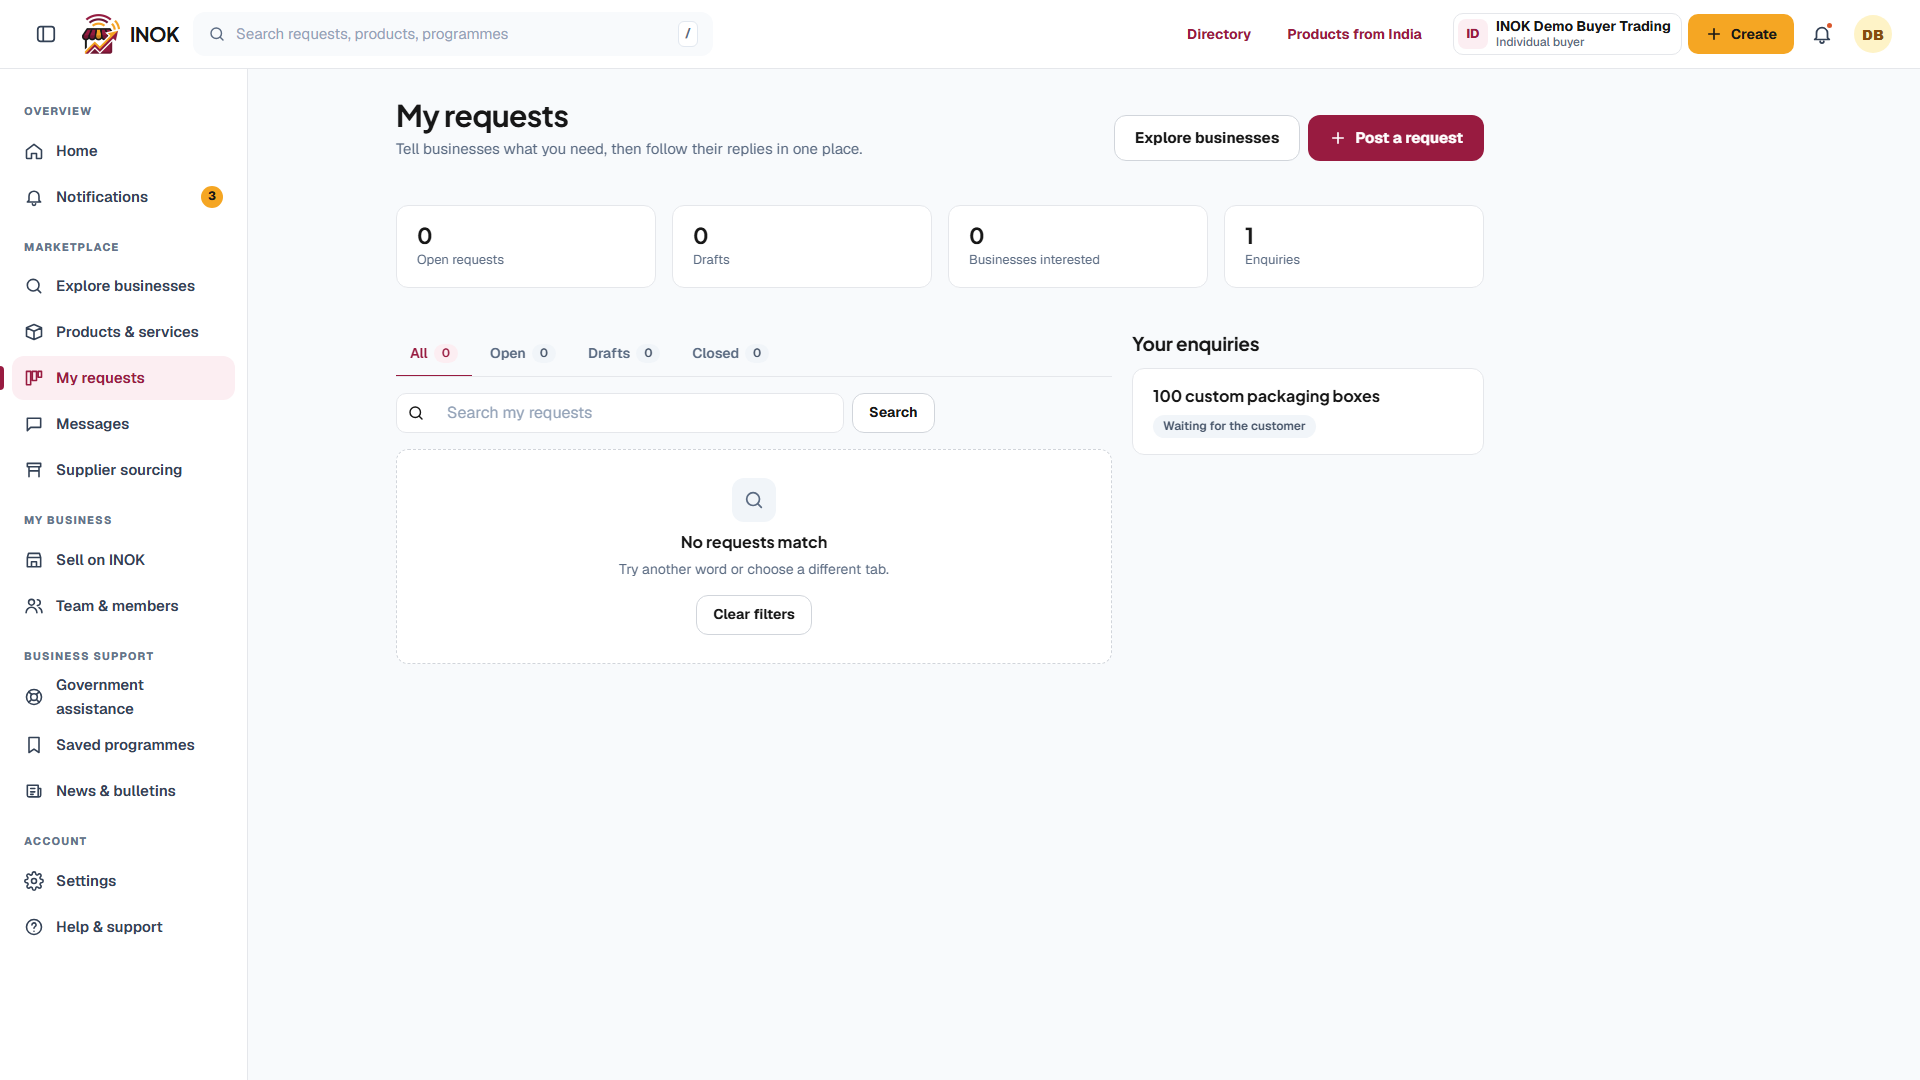 INOK
Search requests, products, programmes
/
Directory
Products from India
ID
INOK Demo Buyer Trading
Individual buyer
Create
DB
OVERVIEW
Home
Notifications
3
MARKETPLACE
Explore businesses
Products & services
My requests
Messages
Supplier sourcing
MY BUSINESS
Sell on INOK
Team & members
BUSINESS SUPPORT
Government
assistance
Saved programmes
News & bulletins
ACCOUNT
Settings
Help & support
My requests
Tell businesses what you need, then follow their replies in one place.
Explore businesses
Post a request
0
Open requests
0
Drafts
0
Businesses interested
1
Enquiries
All 0
Open 0
Drafts 0
Closed 0
Search my requests
Search
No requests match
Try another word or choose a different tab.
Clear filters
Your enquiries
100 custom packaging boxes
Waiting for the customer